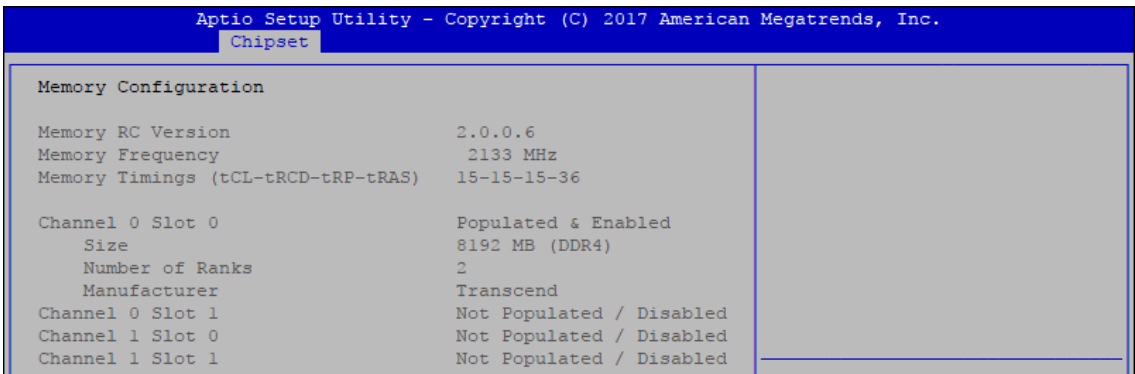 Aptio Setup Utility - Copyright (C) 2017 American Megatrends, Inc.
Chipset
Memory Configuration
Memory RC Version 2.0.0.6
Memory Frequency 2133 MHz
Memory Timings (tCL-tRCD-tRP-tRAS) 15-15-15-36
Channel 0 Slot 0 Populated & Enabled
Size 8192 MB (DDR4)
Number of Ranks 2
Manufacturer Transcend
Channel 0 Slot 1 Not Populated / Disabled
Channel 1 Slot 0 Not Populated / Disabled
Channel 1 Slot 1 Not Populated / Disabled